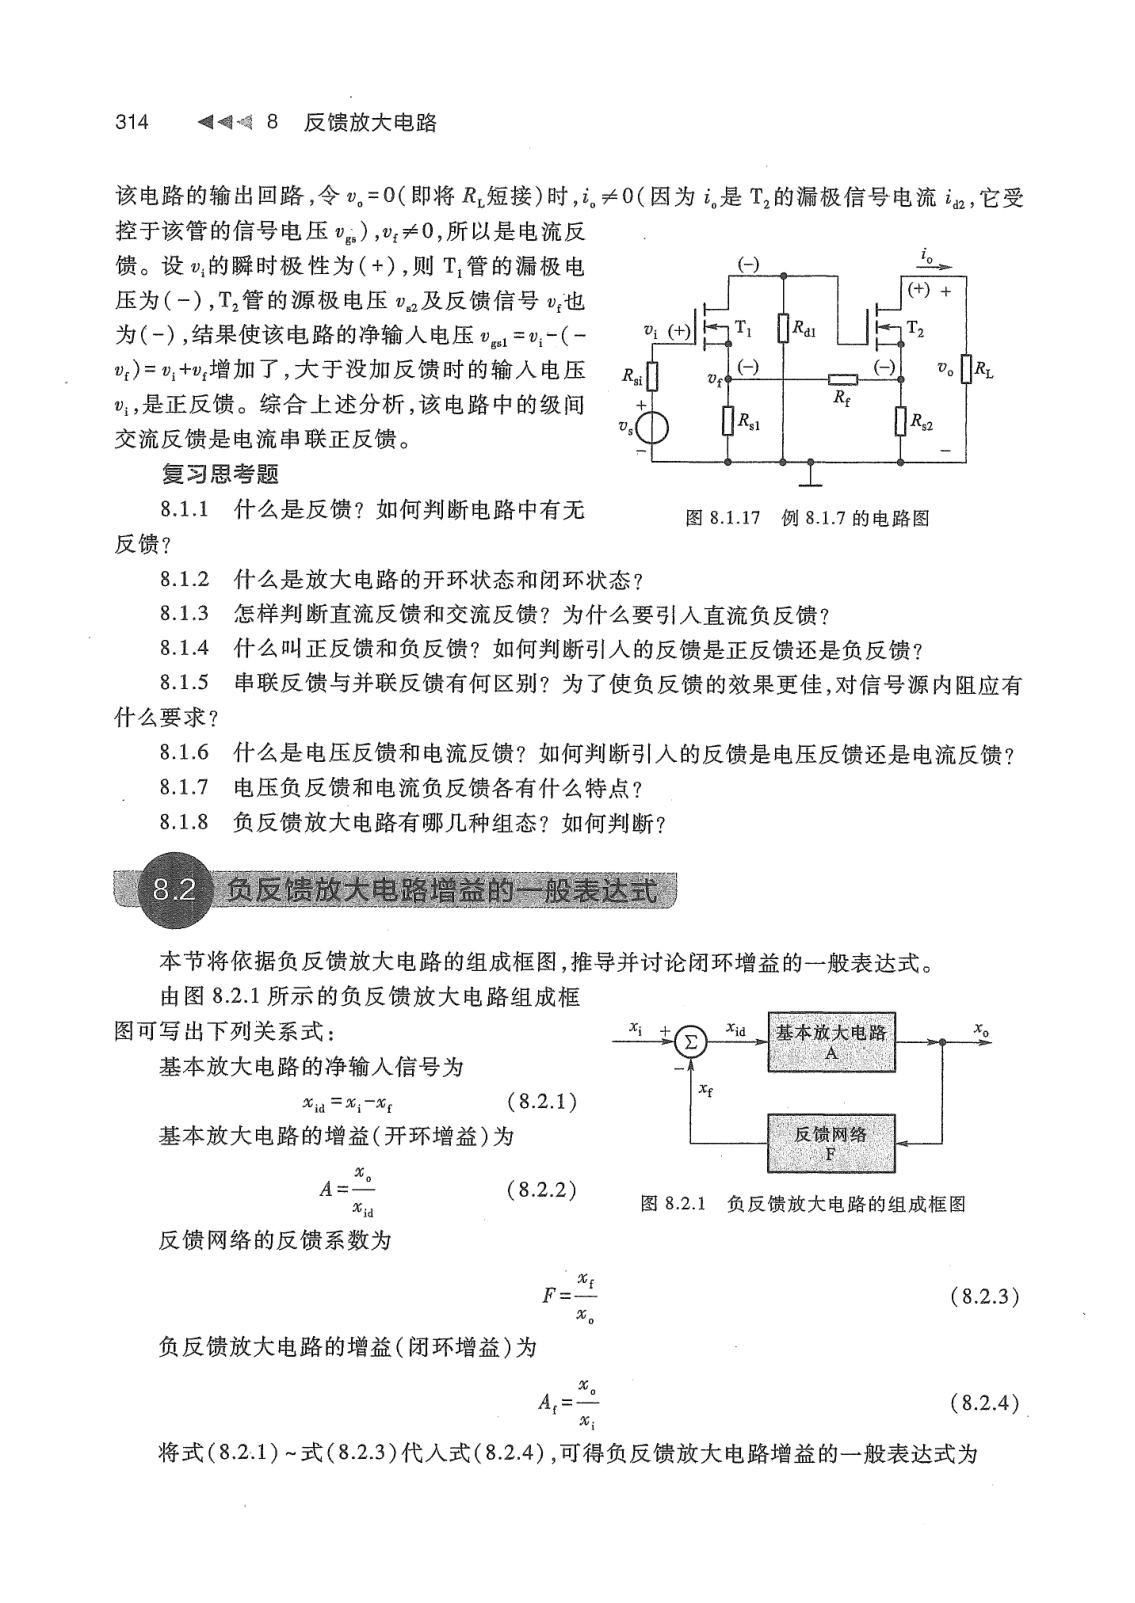 314 8 反馈放大电路
该电路的输出回路,令 vo=0(即将 RL短接)时,io≠0(因为 io是 T2的漏极信号电流 id2,它受
控于该管的信号电压 vgs),vf≠0,所以是电流反
馈。设 vi的瞬时极性为(+),则 T1管的漏极电
压为(-),T2管的源极电压 vs2及反馈信号 vf也
为(-),结果使该电路的净输入电压 vgs1=vi-(-
vf)=vi+vf增加了,大于没加反馈时的输入电压
vi,是正反馈。综合上述分析,该电路中的级间
交流反馈是电流串联正反馈。
io
(-)
(+) +
vi (+)
T1
Rd1
T2
Rsi
vf
(-)
(-)
vo
RL
Rf
+
vs
-
Rs1
Rs2
-
图 8.1.17 例 8.1.7 的电路图
复习思考题
8.1.1 什么是反馈? 如何判断电路中有无
反馈?
8.1.2 什么是放大电路的开环状态和闭环状态?
8.1.3 怎样判断直流反馈和交流反馈? 为什么要引入直流负反馈?
8.1.4 什么叫正反馈和负反馈? 如何判断引入的反馈是正反馈还是负反馈?
8.1.5 串联反馈与并联反馈有何区别? 为了使负反馈的效果更佳,对信号源内阻应有
什么要求?
8.1.6 什么是电压反馈和电流反馈? 如何判断引入的反馈是电压反馈还是电流反馈?
8.1.7 电压负反馈和电流负反馈各有什么特点?
8.1.8 负反馈放大电路有哪几种组态? 如何判断?
8.2 负反馈放大电路增益的一般表达式
本节将依据负反馈放大电路的组成框图,推导并讨论闭环增益的一般表达式。
由图 8.2.1 所示的负反馈放大电路组成框
图可写出下列关系式:
基本放大电路的净输入信号为
xid=xi-xf (8.2.1)
基本放大电路的增益(开环增益)为
A=xo/xid (8.2.2)
xi + Σ xid 基本放大电路 xo
A
-
xf
反馈网络
F
图 8.2.1 负反馈放大电路的组成框图
反馈网络的反馈系数为
F=xf/xo (8.2.3)
负反馈放大电路的增益(闭环增益)为
Af=xo/xi (8.2.4)
将式(8.2.1)~式(8.2.3)代入式(8.2.4),可得负反馈放大电路增益的一般表达式为